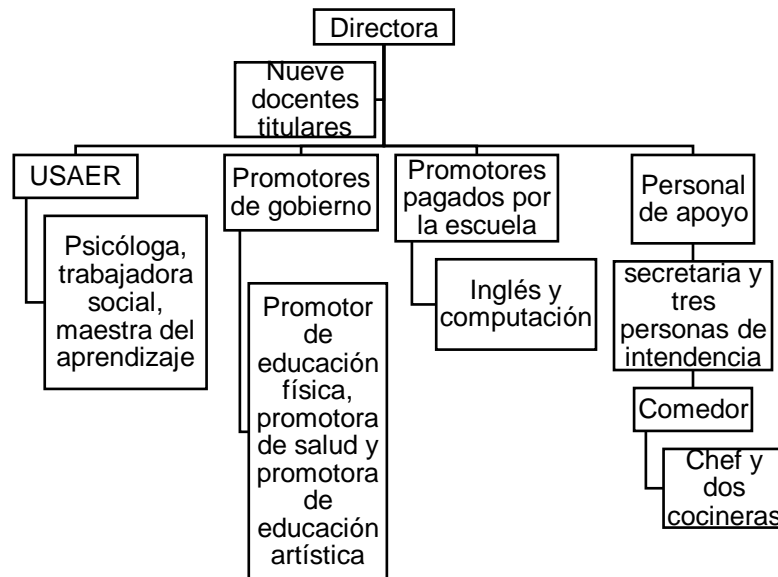 Directora
Nueve
docentes
titulares
USAER
Promotores
de gobierno
Promotores
pagados por
la escuela
Personal
de apoyo
Psicóloga,
trabajadora
social,
maestra del
aprendizaje
Promotor
de
educación
física,
promotora
de salud y
promotora
de
educación
artística
Inglés y
computación
secretaria y
tres
personas de
intendencia
Comedor
Chef y
dos
cocineras